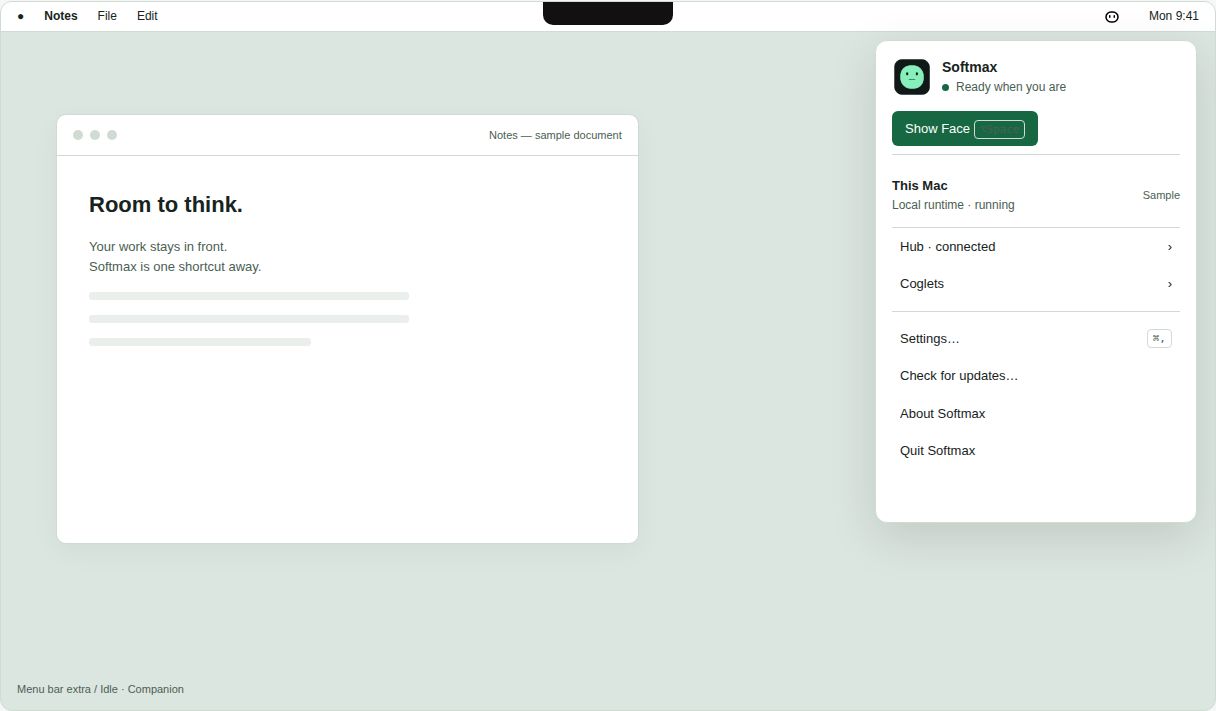 Notes File Edit Mon 9:41
Softmax
Ready when you are
Show Face ⌥Space
Notes — sample document
This Mac
Local runtime · running
Sample
Room to think.
Your work stays in front.
Softmax is one shortcut away.
Hub · connected ›
Coglets ›
Settings… ⌘,
Check for updates…
About Softmax
Quit Softmax
Menu bar extra / Idle · Companion